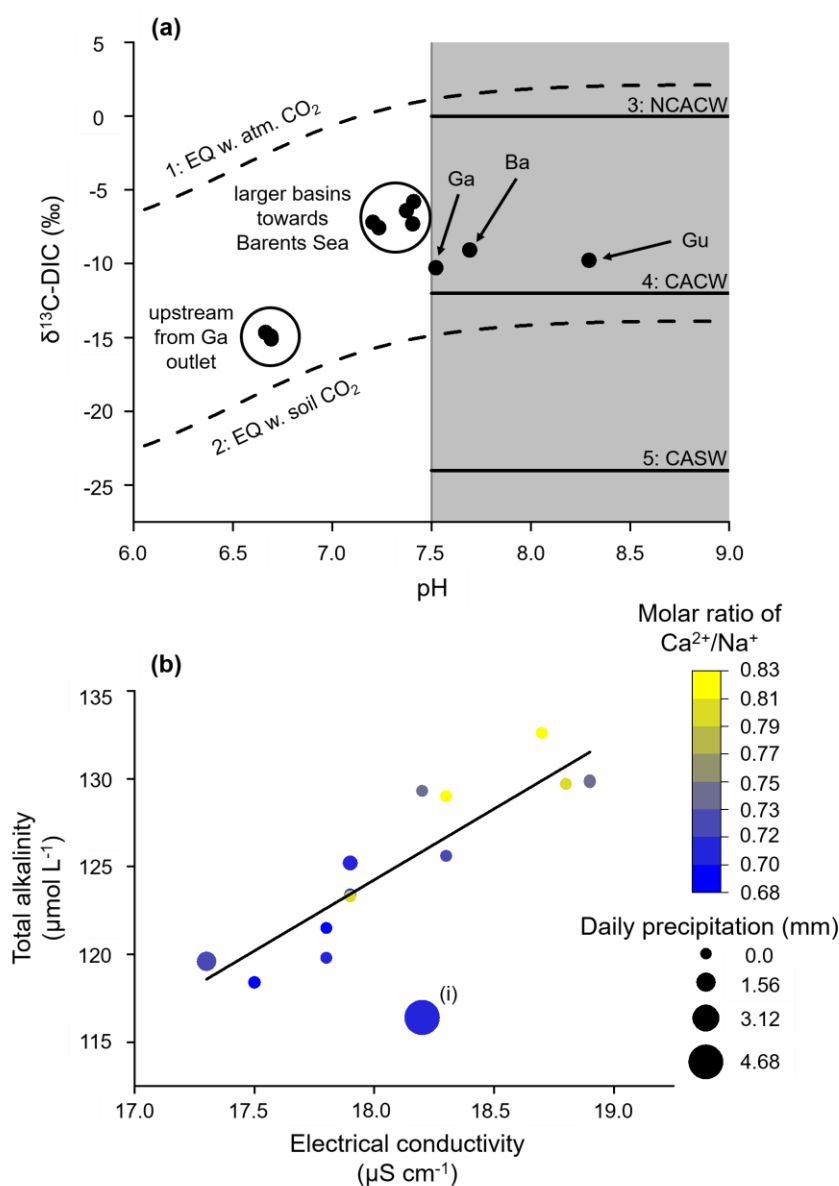 (a)
5
0
-5
-10
-15
-20
-25
δ¹³C-DIC (‰)
1: EQ w. atm. CO₂
3: NCACW
larger basins
towards
Barents Sea
Ga
Ba
Gu
4: CACW
upstream
from Ga
outlet
2: EQ w. soil CO₂
5: CASW
6.0 6.5 7.0 7.5 8.0 8.5 9.0
pH
(b)
135
130
125
120
115
Total alkalinity
(µmol L⁻¹)
(i)
17.0 17.5 18.0 18.5 19.0
Electrical conductivity
(µS cm⁻¹)
Molar ratio of
Ca²⁺/Na⁺
0.83
0.81
0.79
0.77
0.75
0.73
0.72
0.70
0.68
Daily precipitation (mm)
0.0
1.56
3.12
4.68